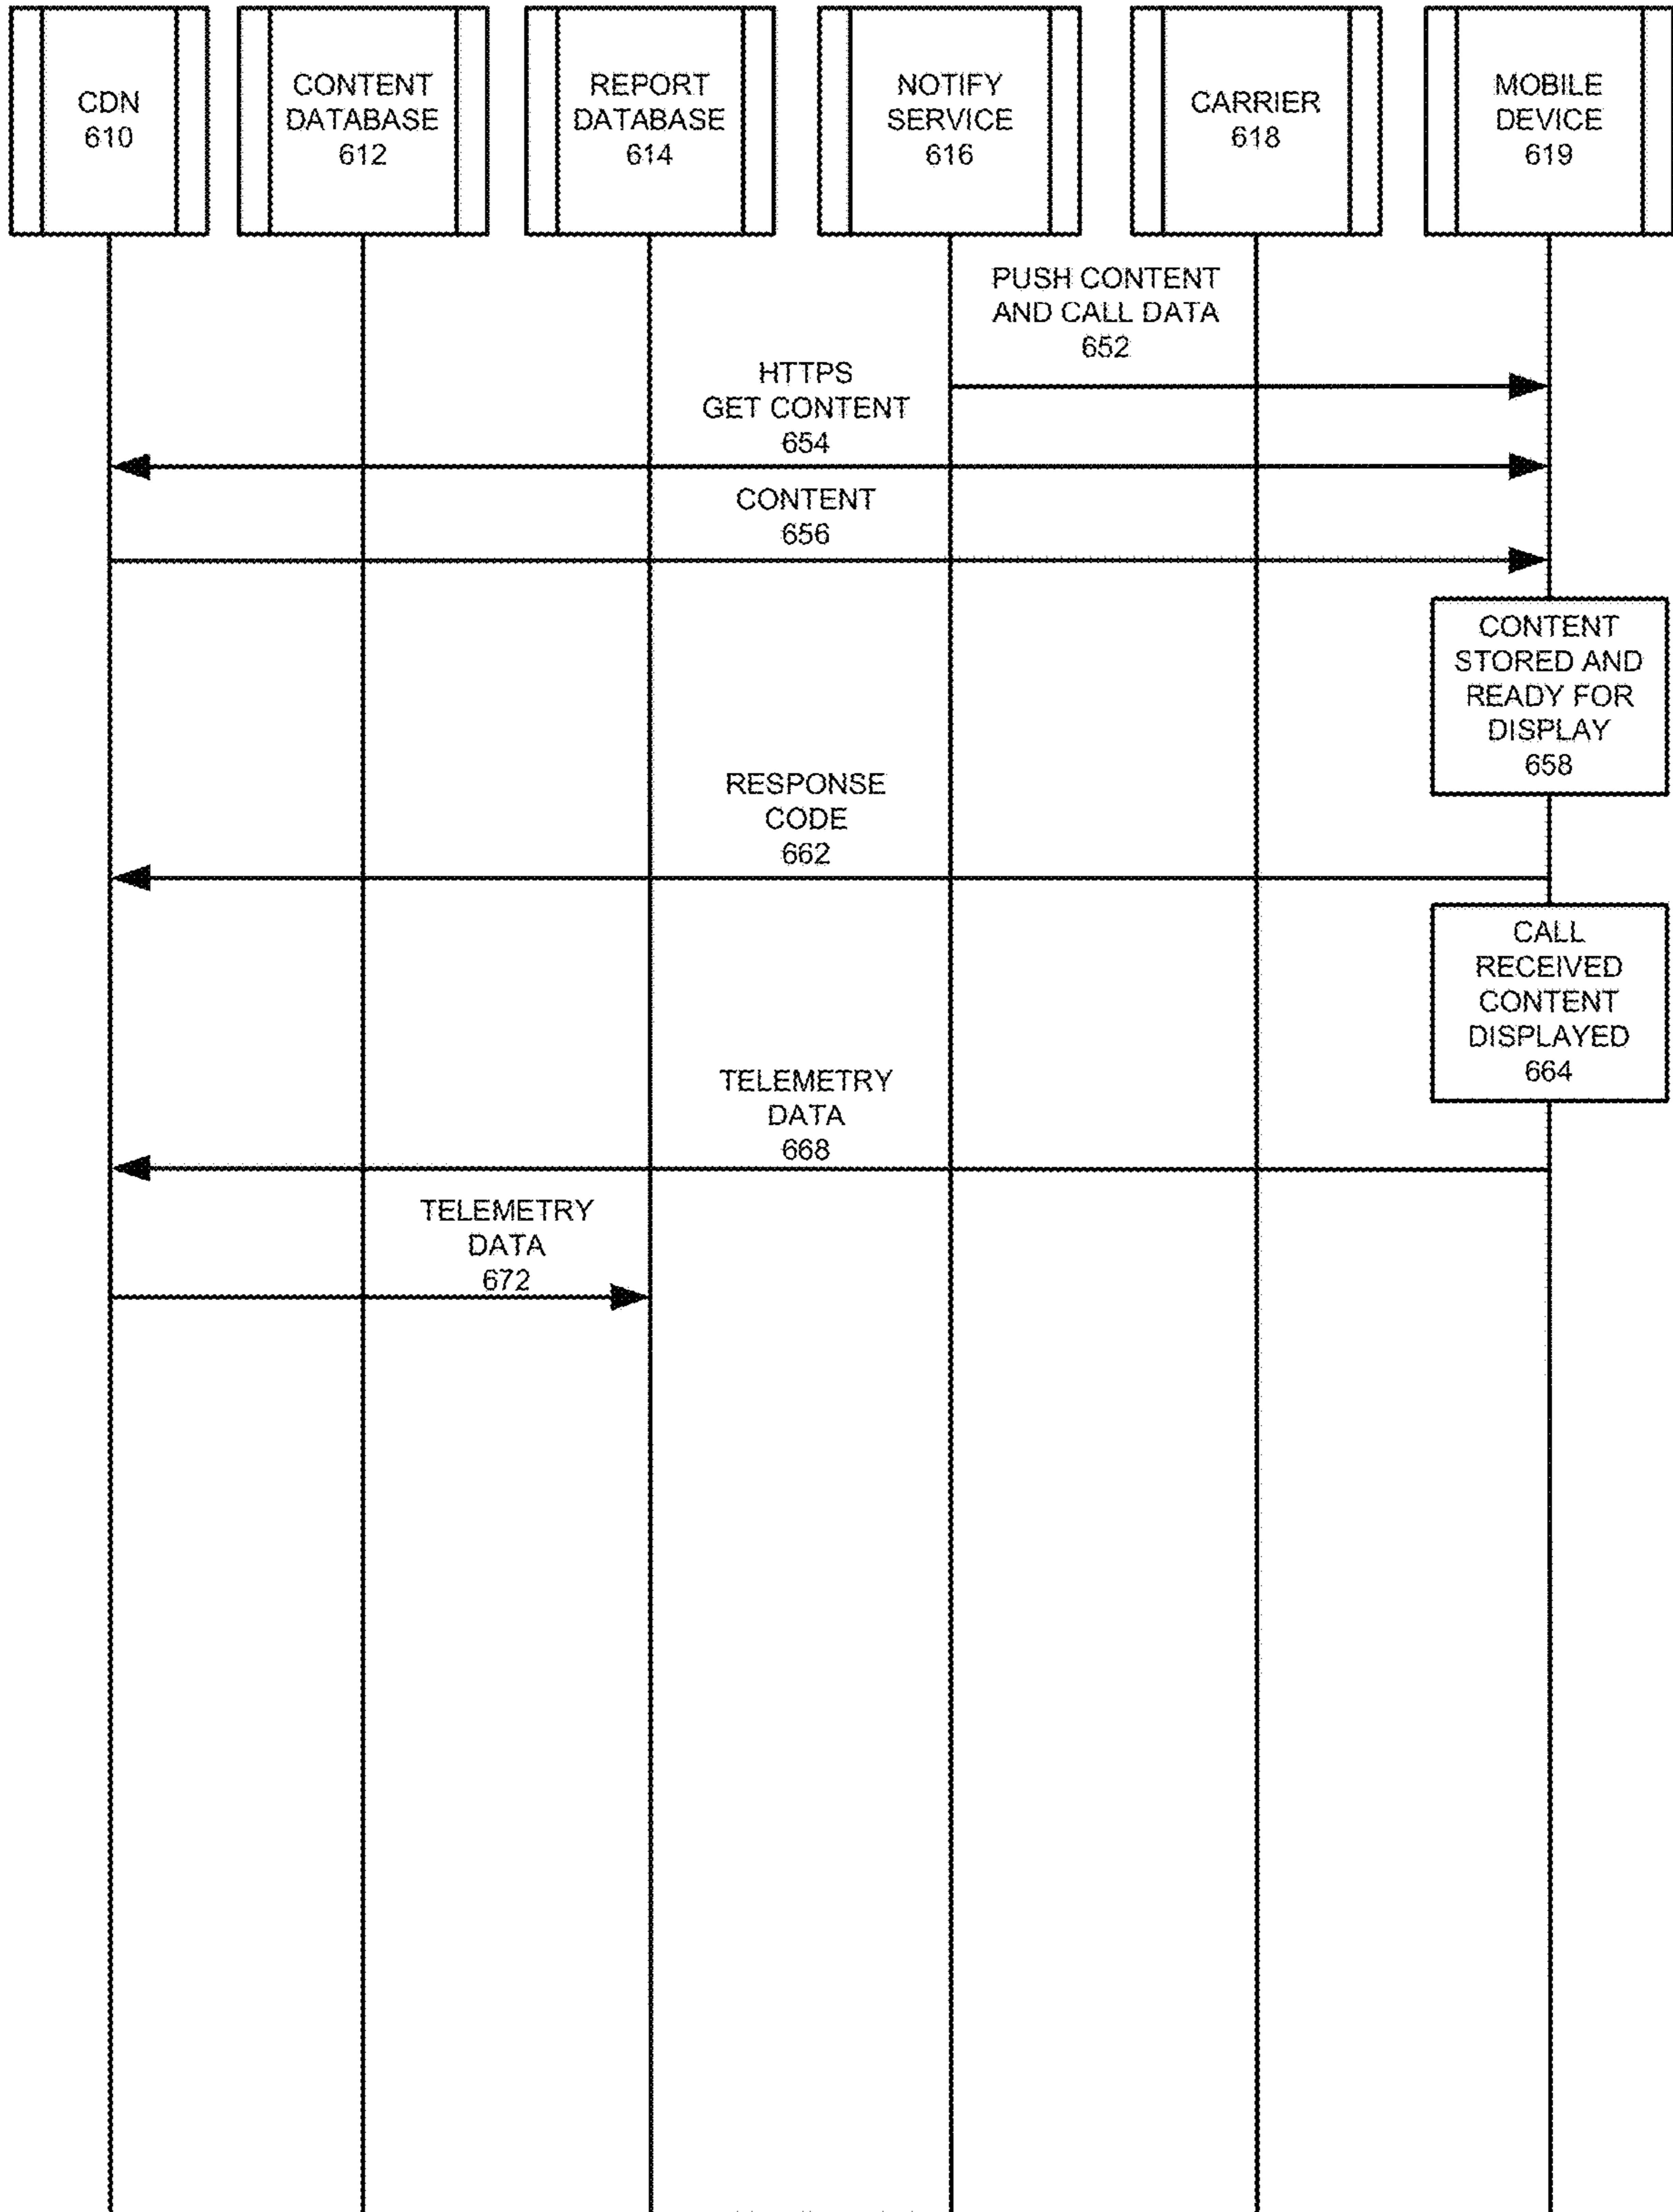 CDN
610
CONTENT
DATABASE
612
REPORT
DATABASE
614
NOTIFY
SERVICE
616
CARRIER
618
MOBILE
DEVICE
619
PUSH CONTENT
AND CALL DATA
652
HTTPS
GET CONTENT
654
CONTENT
656
CONTENT
STORED AND
READY FOR
DISPLAY
658
RESPONSE
CODE
662
CALL
RECEIVED
CONTENT
DISPLAYED
664
TELEMETRY
DATA
668
TELEMETRY
DATA
672